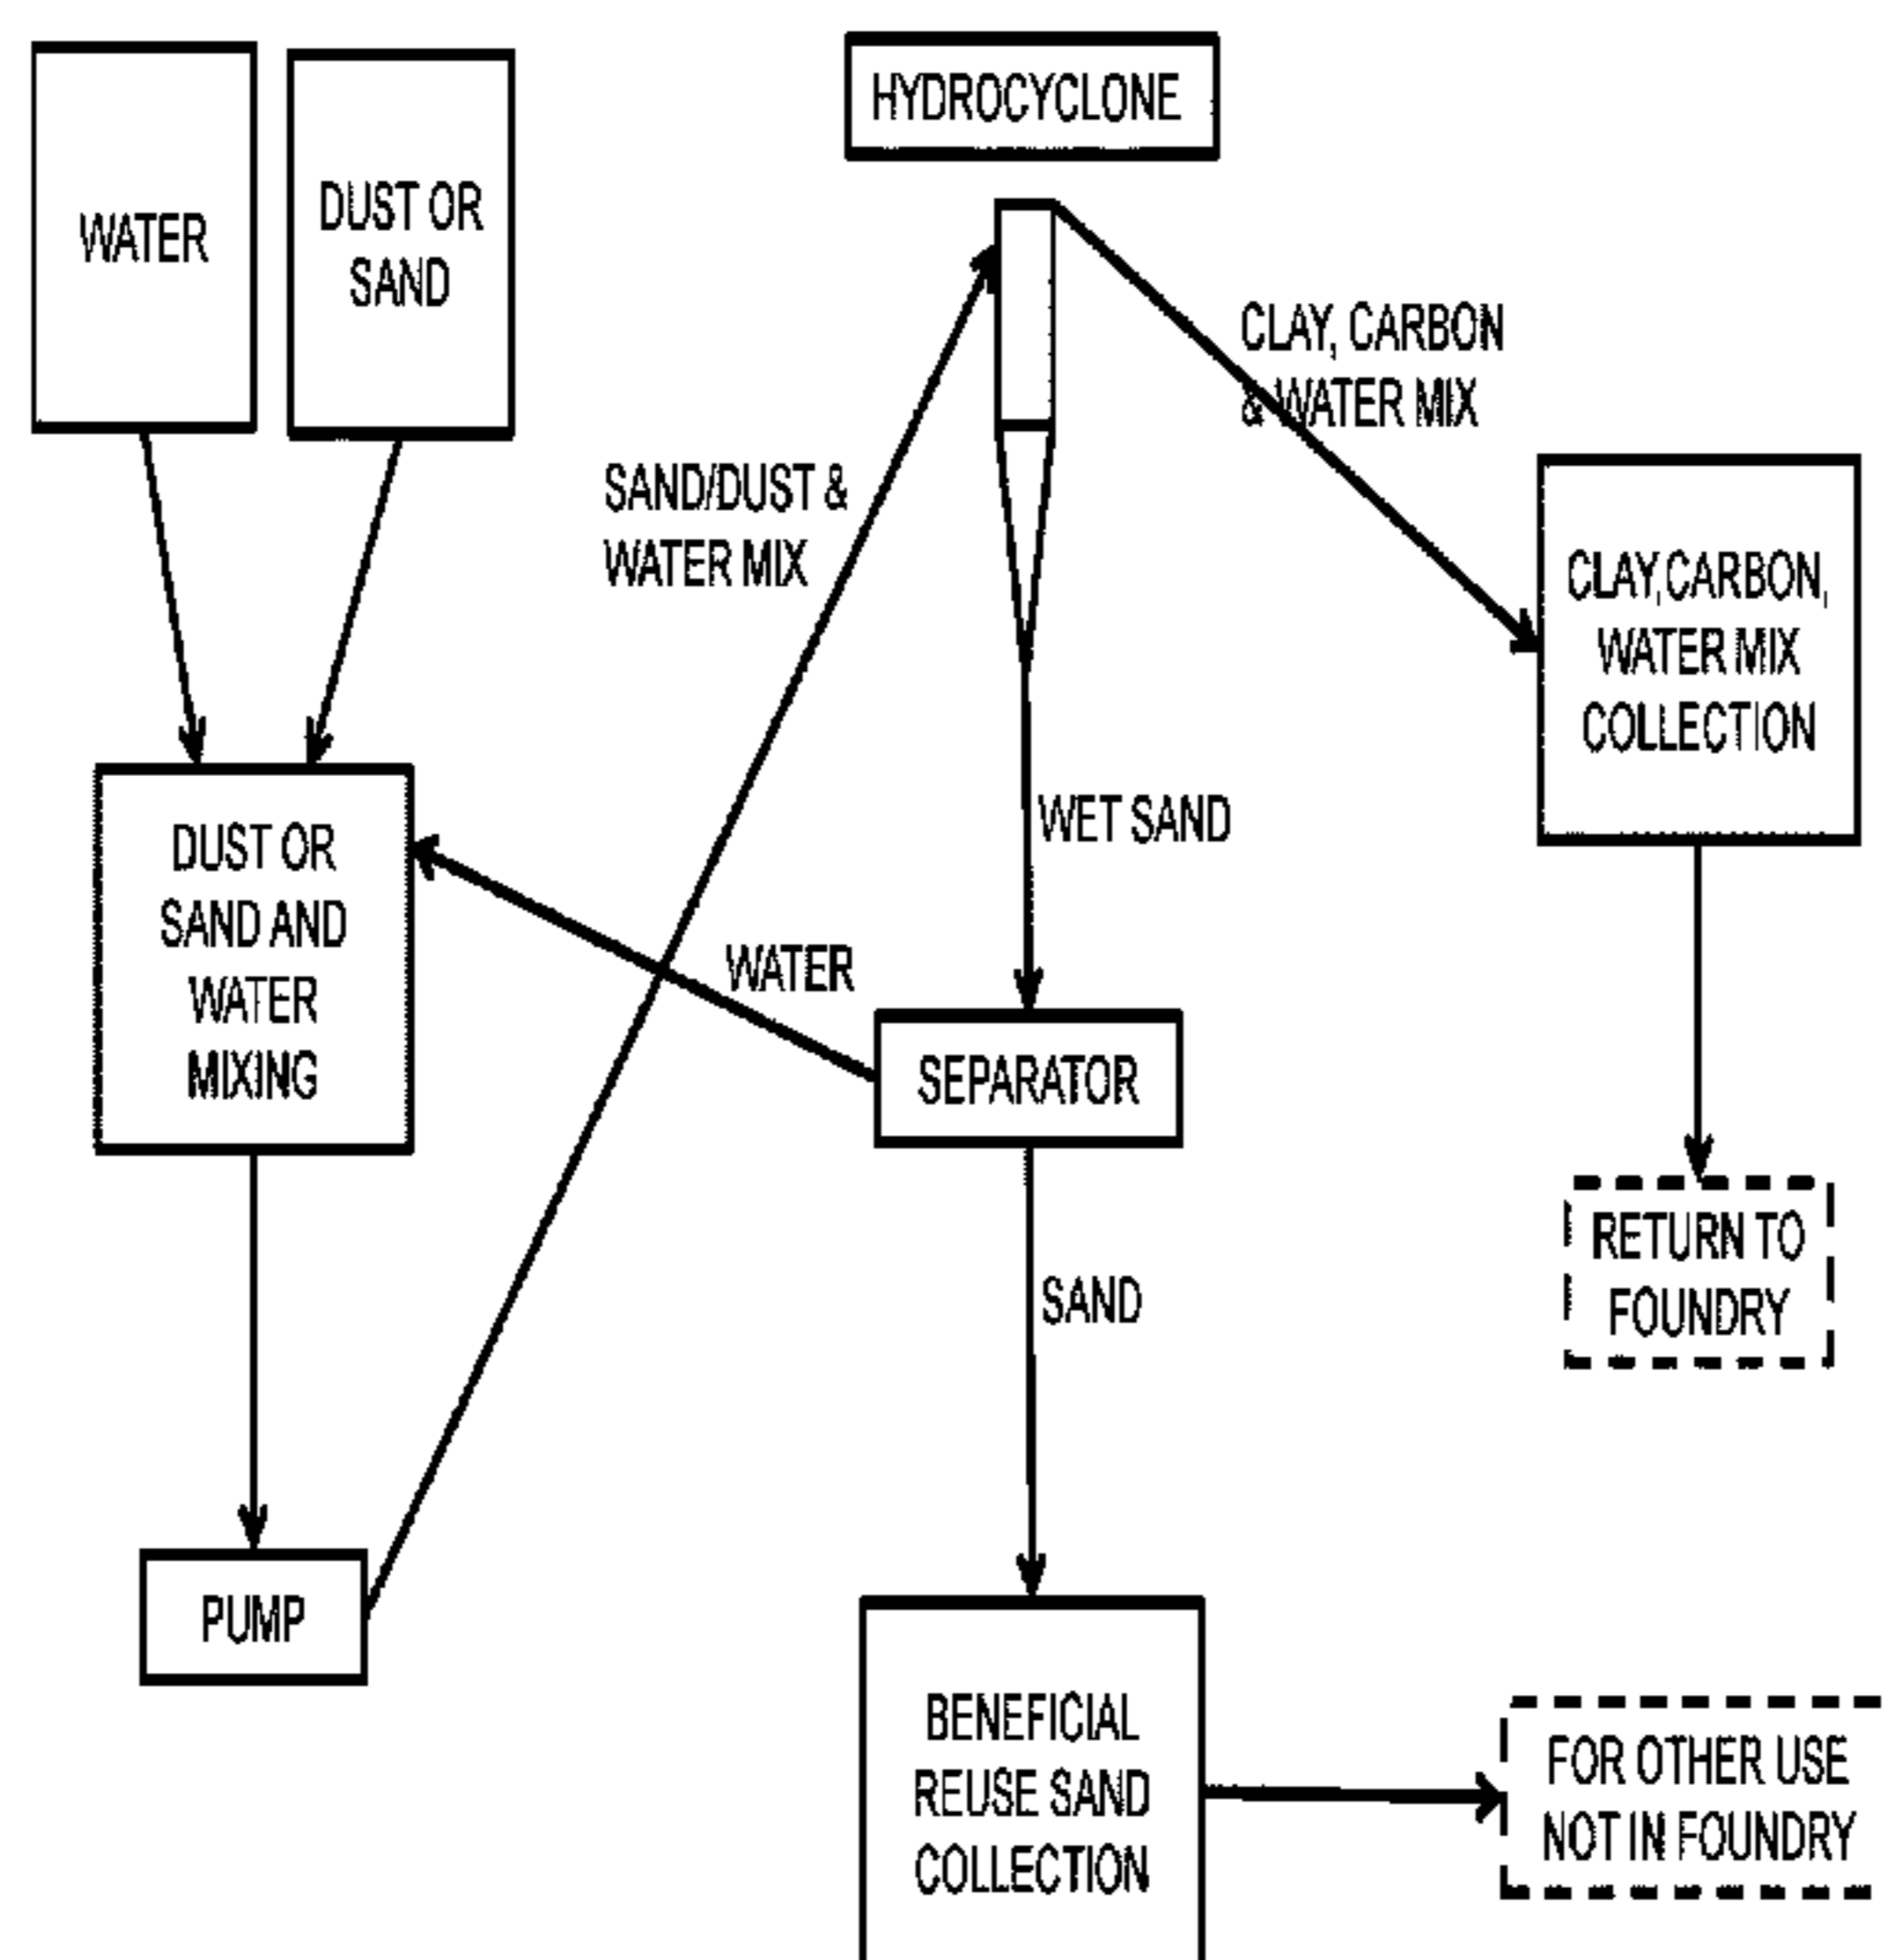 WATER
DUST OR
SAND
HYDROCYCLONE
CLAY, CARBON
& WATER MIX
SAND/DUST &
WATER MIX
CLAY,CARBON,
WATER MIX
COLLECTION
DUST OR
SAND AND
WATER
MIXING
WET SAND
WATER
SEPARATOR
RETURN TO
FOUNDRY
SAND
PUMP
BENEFICIAL
REUSE SAND
COLLECTION
FOR OTHER USE
NOT IN FOUNDRY